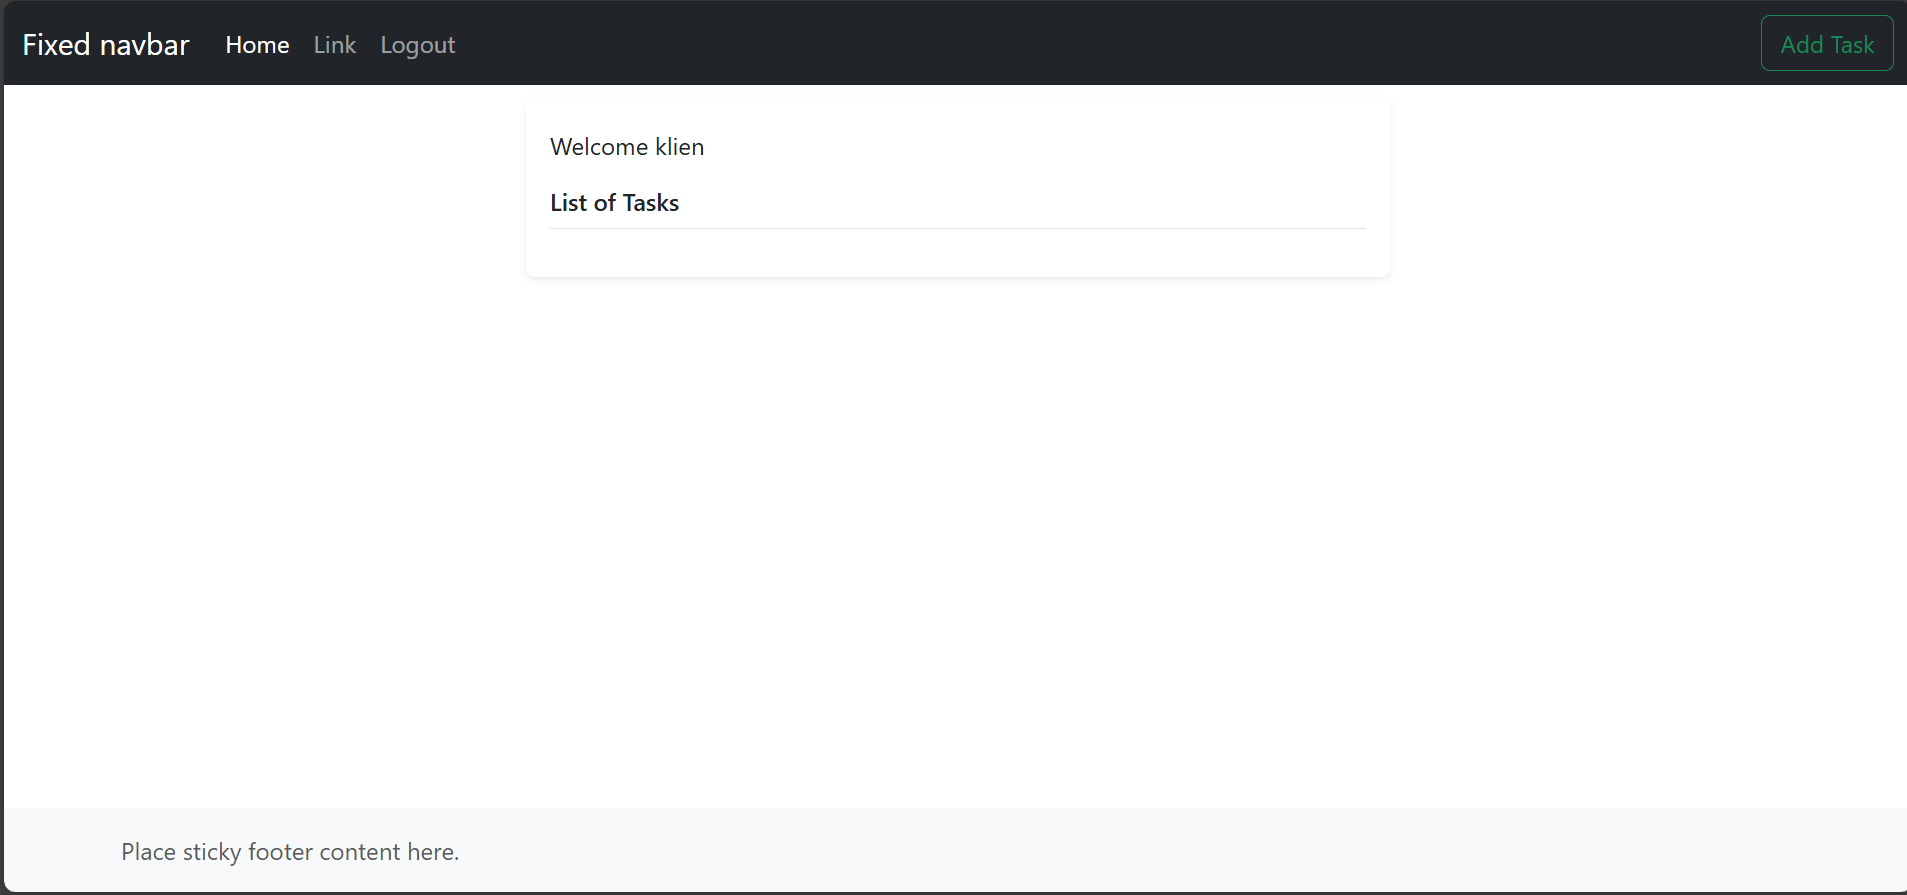 Fixed navbar Home Link Logout Add Task
Welcome klien
List of Tasks
Place sticky footer content here.